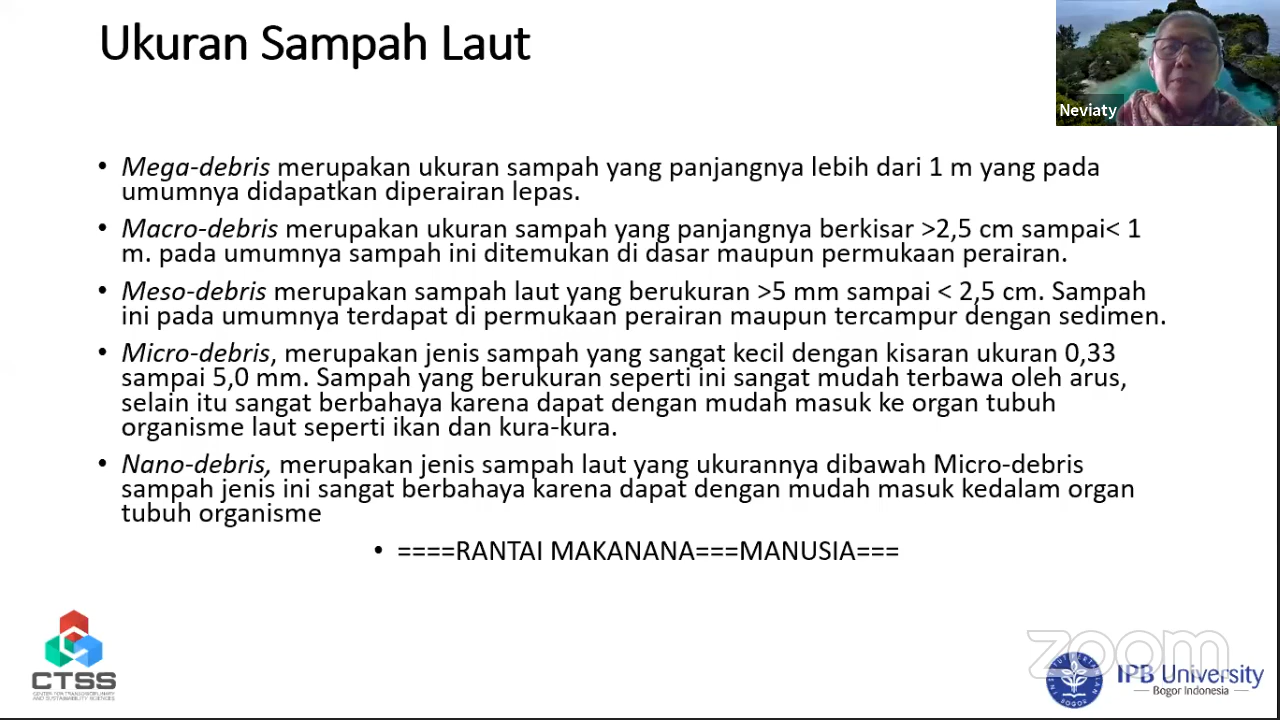 Ukuran Sampah Laut
Neviaty
• Mega-debris merupakan ukuran sampah yang panjangnya lebih dari 1 m yang pada
umumnya didapatkan diperairan lepas.
• Macro-debris merupakan ukuran sampah yang panjangnya berkisar >2,5 cm sampai< 1
m. pada umumnya sampah ini ditemukan di dasar maupun permukaan perairan.
• Meso-debris merupakan sampah laut yang berukuran >5 mm sampai < 2,5 cm. Sampah
ini pada umumnya terdapat di permukaan perairan maupun tercampur dengan sedimen.
• Micro-debris, merupakan jenis sampah yang sangat kecil dengan kisaran ukuran 0,33
sampai 5,0 mm. Sampah yang berukuran seperti ini sangat mudah terbawa oleh arus,
selain itu sangat berbahaya karena dapat dengan mudah masuk ke organ tubuh
organisme laut seperti ikan dan kura-kura.
• Nano-debris, merupakan jenis sampah laut yang ukurannya dibawah Micro-debris
sampah jenis ini sangat berbahaya karena dapat dengan mudah masuk kedalam organ
tubuh organisme
• ====RANTAI MAKANANA===MANUSIA===
CTSS
CENTER FOR TRANSDISCIPLINARY
AND SUSTAINABILITY SCIENCES
zoom
IPB University
Bogor Indonesia